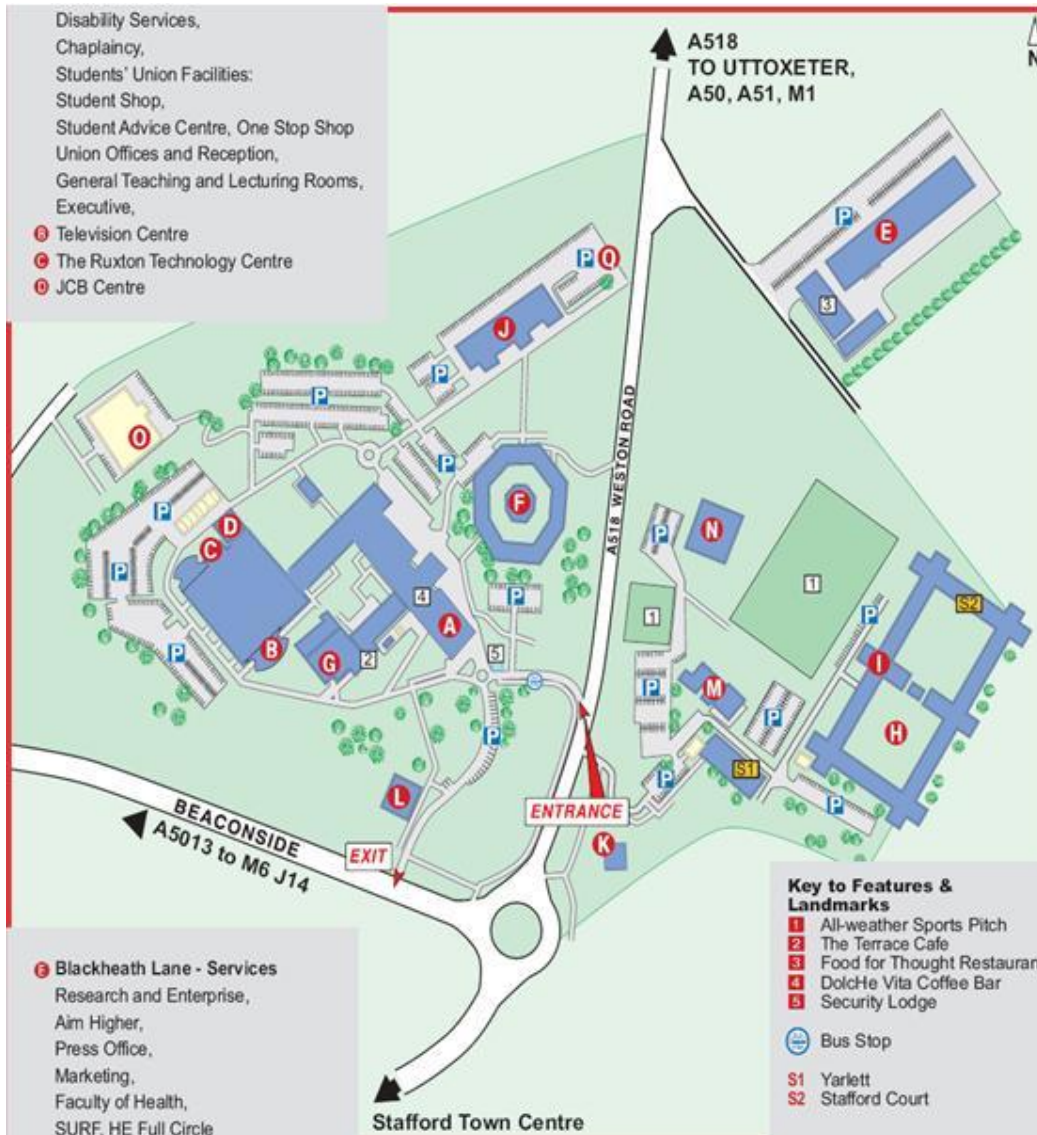 Disability Services,
Chaplaincy,
Students' Union Facilities:
Student Shop,
Student Advice Centre, One Stop Shop
Union Offices and Reception,
General Teaching and Lecturing Rooms,
Executive,
B Television Centre
C The Ruxton Technology Centre
D JCB Centre
A518
TO UTTOXETER,
A50, A51, M1
N
P
E
3
P
Q
J
P
P
O
P
F
A518 WESTON ROAD
P
N
P
D
C
P
1
S2
4
A
P
1
P
B
G
2
5
P
I
M
P
P
H
P
S1
L
P
P
ENTRANCE
BEACONSIDE
A5013 to M6 J14
EXIT
K
Key to Features &
Landmarks
1 All-weather Sports Pitch
2 The Terrace Cafe
3 Food for Thought Restauran
4 DolcHe Vita Coffee Bar
5 Security Lodge
Bus Stop
S1 Yarlett
S2 Stafford Court
E Blackheath Lane - Services
Research and Enterprise,
Aim Higher,
Press Office,
Marketing,
Faculty of Health,
SURF, HE Full Circle
Stafford Town Centre